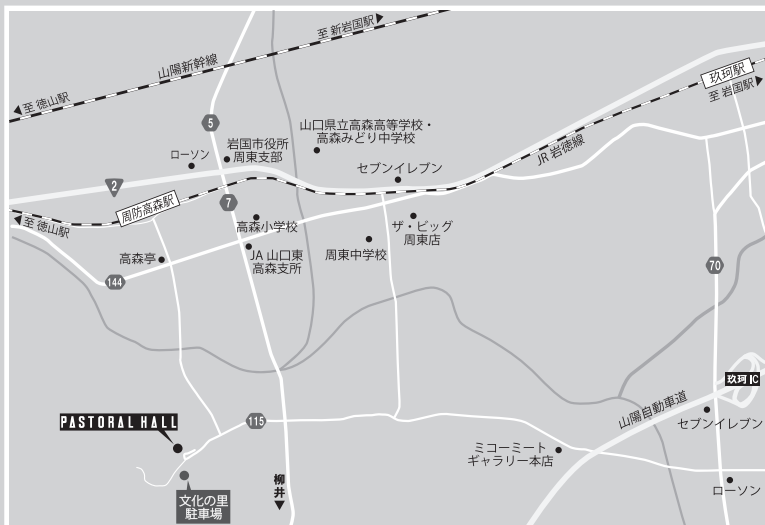 至 新岩国駅
山陽新幹線
至 徳山駅
玖珂駅
至 岩国駅
5
岩国市役所
周東支部
山口県立高森高等学校・
高森みどり中学校
ローソン
セブンイレブン
JR 岩徳線
2
周防高森駅
7
至 徳山駅
高森小学校
ザ・ビッグ
周東店
高森亭
JA 山口東
高森支所
周東中学校
144
70
玖珂 IC
山陽自動車道
PASTORAL HALL
115
セブンイレブン
ミコーミート
ギャラリー本店
柳井
文化の里
駐車場
ローソン